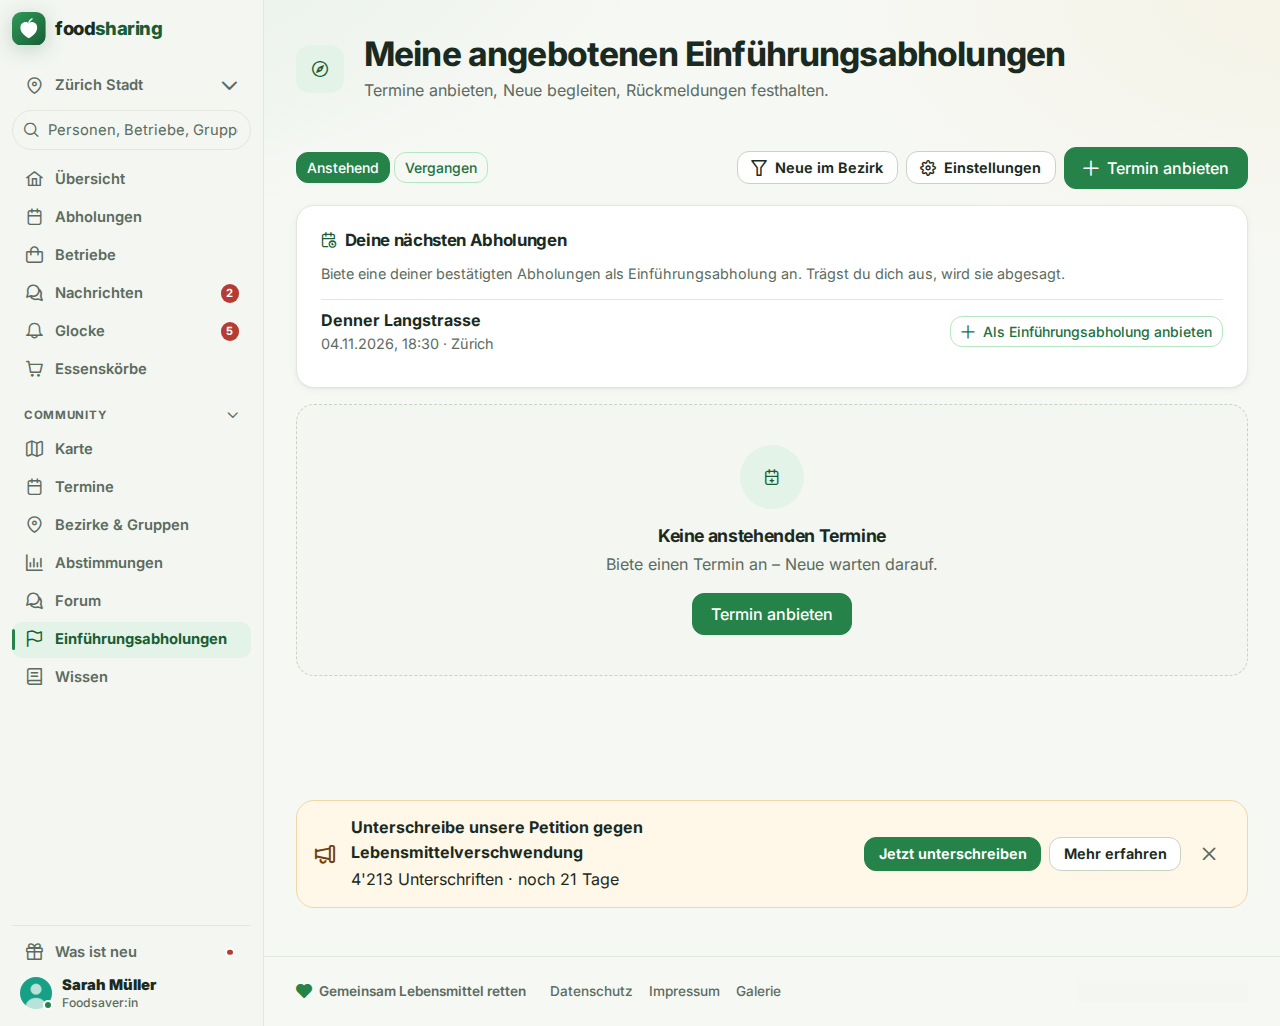 foodsharing
Zürich Stadt
Personen, Betriebe, Grupp
Übersicht
Abholungen
Betriebe
Nachrichten 2
Glocke 5
Essenskörbe
COMMUNITY
Karte
Termine
Bezirke & Gruppen
Abstimmungen
Forum
Einführungsabholungen
Wissen
Was ist neu
Sarah Müller
Foodsaver:in
Meine angebotenen Einführungsabholungen
Termine anbieten, Neue begleiten, Rückmeldungen festhalten.
Anstehend Vergangen Neue im Bezirk Einstellungen Termin anbieten
Deine nächsten Abholungen
Biete eine deiner bestätigten Abholungen als Einführungsabholung an. Trägst du dich aus, wird sie abgesagt.
Denner Langstrasse
04.11.2026, 18:30 · Zürich
Als Einführungsabholung anbieten
Keine anstehenden Termine
Biete einen Termin an – Neue warten darauf.
Termin anbieten
Unterschreibe unsere Petition gegen
Lebensmittelverschwendung
4'213 Unterschriften · noch 21 Tage
Jetzt unterschreiben Mehr erfahren
Gemeinsam Lebensmittel retten Datenschutz Impressum Galerie